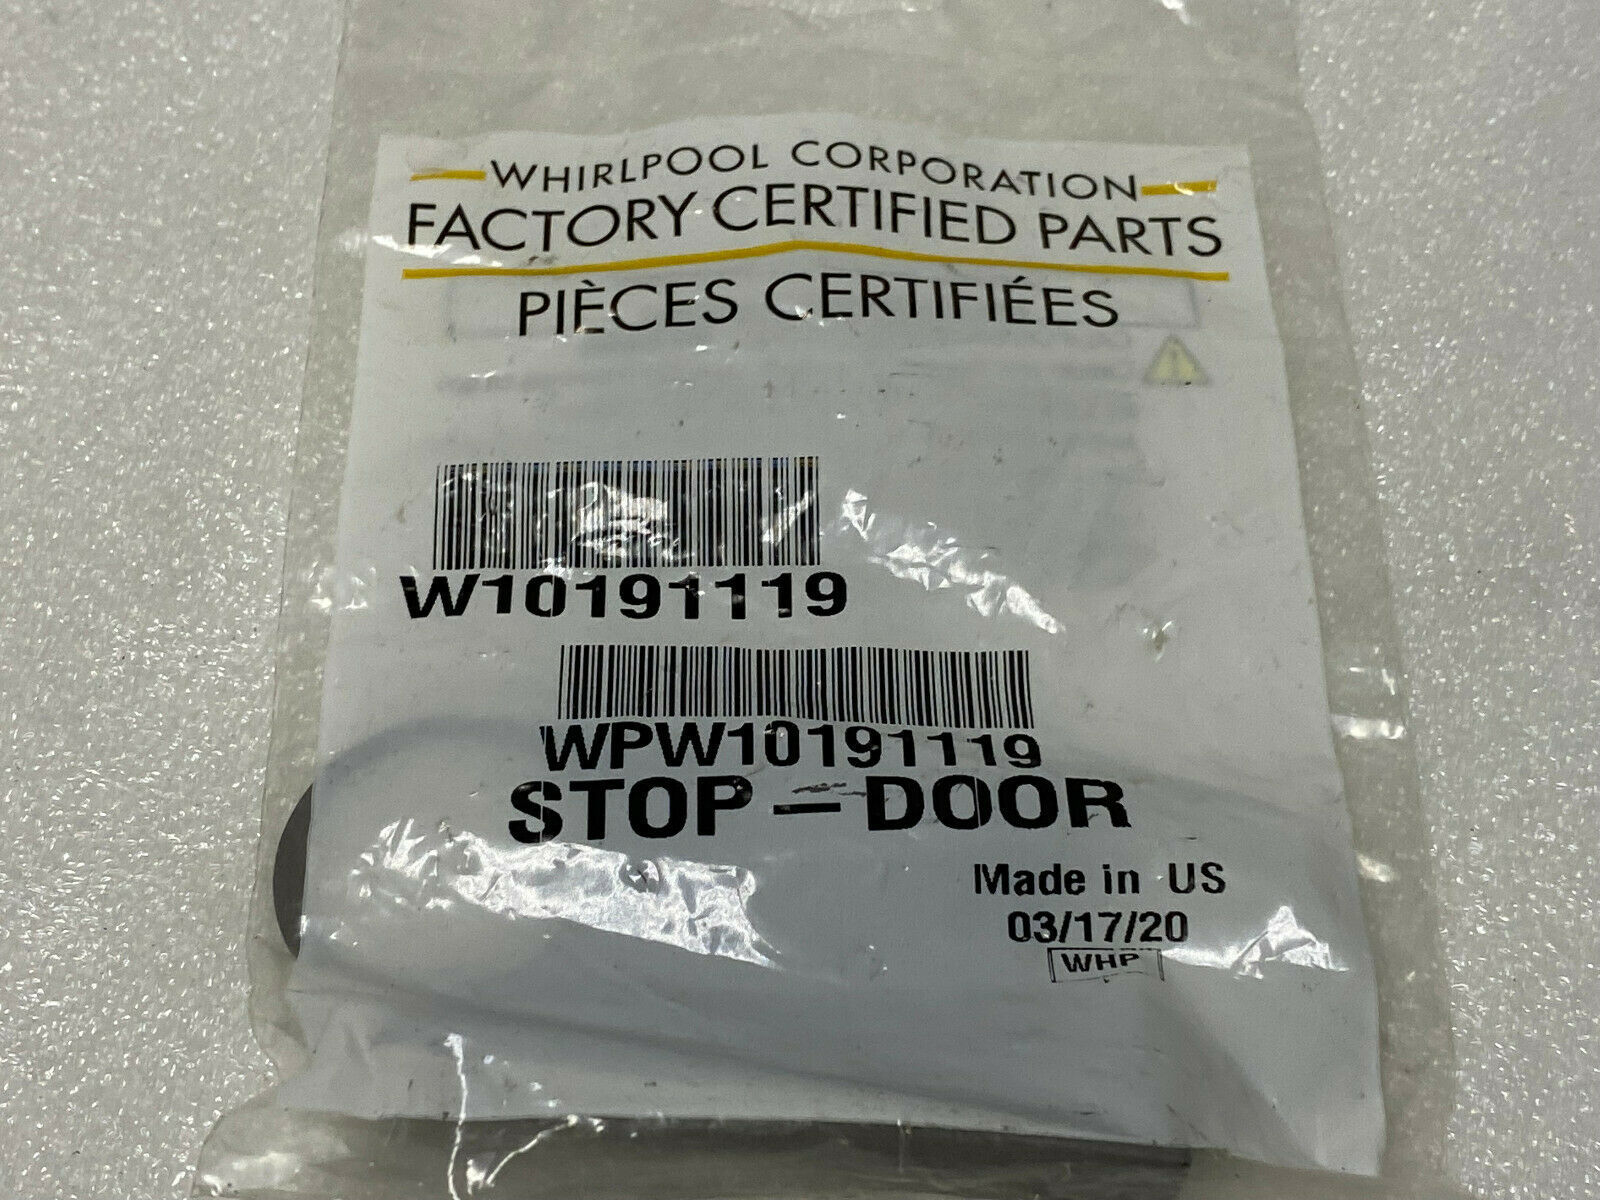 WHIRLPOOL CORPORATION
FACTORY CERTIFIED PARTS
PIÈCES CERTIFIÉES
W10191119
WPW10191119
STOP-DOOR
Made in US
03/17/20
WHP